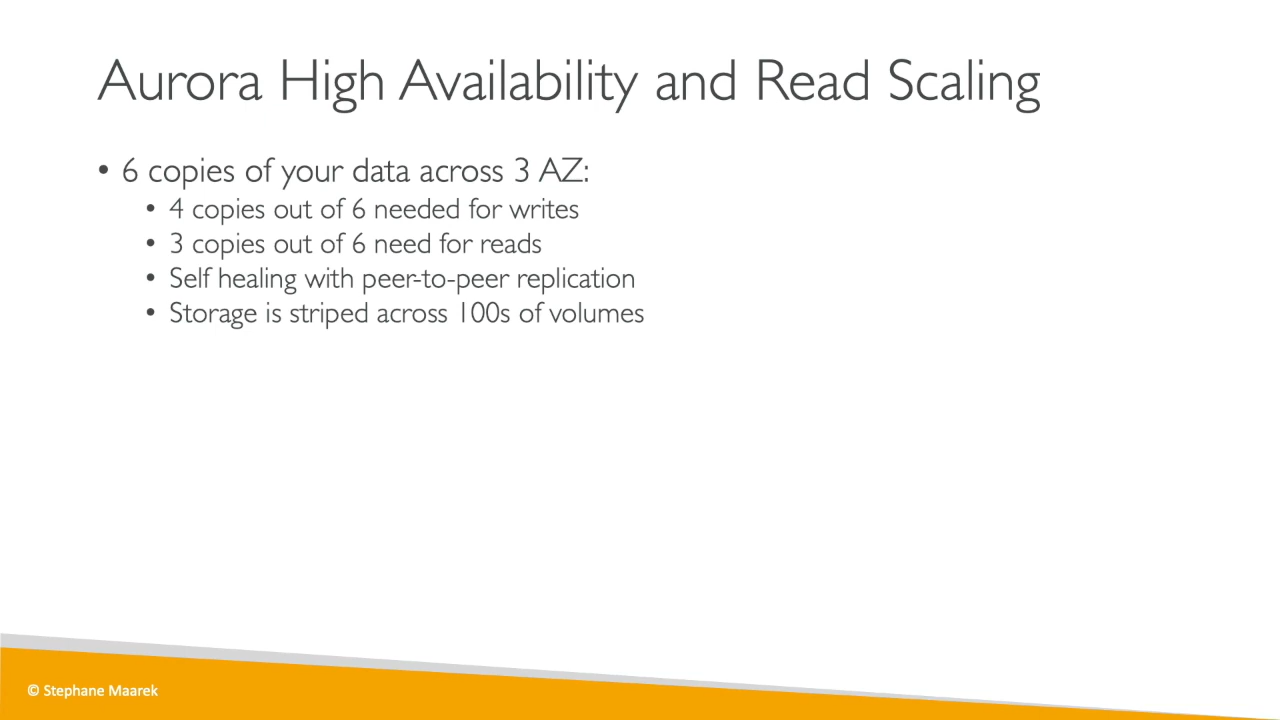 Aurora High Availability and Read Scaling
• 6 copies of your data across 3 AZ:
• 4 copies out of 6 needed for writes
• 3 copies out of 6 need for reads
• Self healing with peer-to-peer replication
• Storage is striped across 100s of volumes
© Stephane Maarek